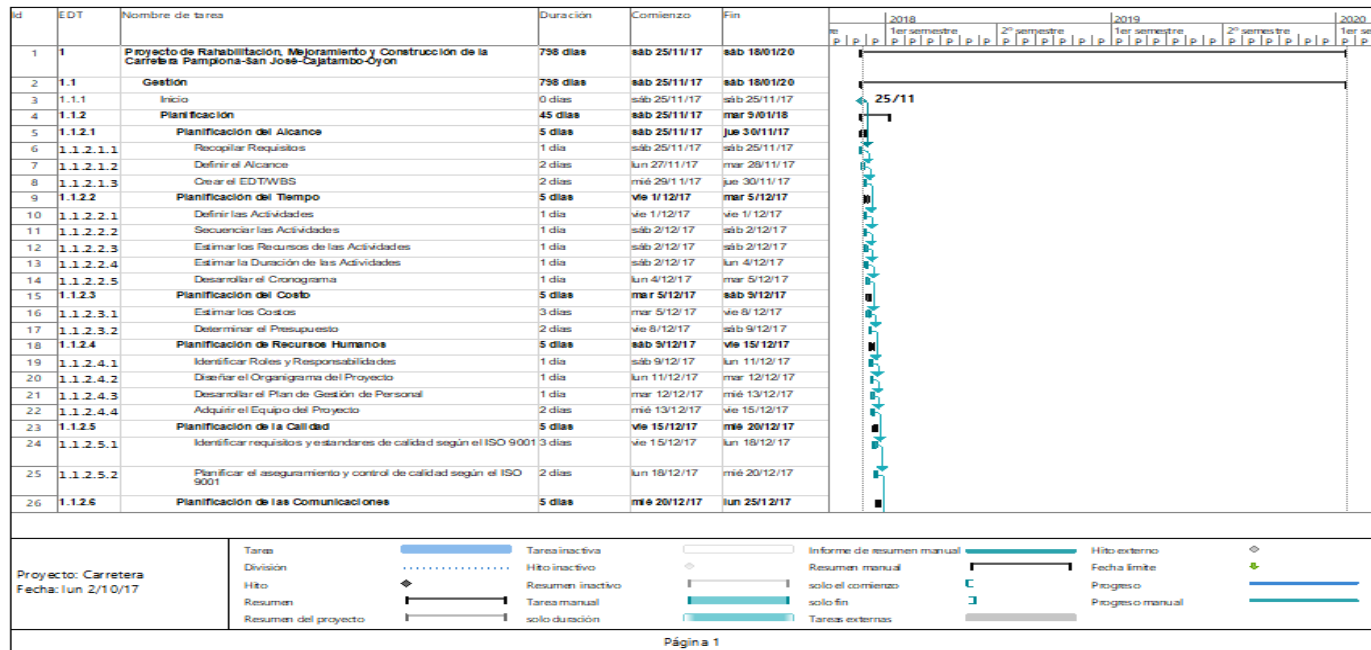 Id EDT Nombre de tarea Duración Comienzo Fin
2018 2019 2020
re 1er semestre 2º semestre 1er semestre 2º semestre 1er se
P P P P P P P P P P P P P P P P P P P P P P P P P P P P
1 1 Proyecto de Rahabilitación, Mejoramiento y Construcción de la 798 días sáb 25/11/17 sáb 18/01/20
Carretera Pamplona-San José-Cajatambo-Oyon
2 1.1 Gestión 798 días sáb 25/11/17 sáb 18/01/20
3 1.1.1 Inicio 0 días sáb 25/11/17 sáb 25/11/17 25/11
4 1.1.2 Planificación 45 días sáb 25/11/17 mar 9/01/18
5 1.1.2.1 Planificación del Alcance 5 días sáb 25/11/17 jue 30/11/17
6 1.1.2.1.1 Recopilar Requisitos 1 día sáb 25/11/17 sáb 25/11/17
7 1.1.2.1.2 Definir el Alcance 2 días lun 27/11/17 mar 28/11/17
8 1.1.2.1.3 Crear el EDT/WBS 2 días mié 29/11/17 jue 30/11/17
9 1.1.2.2 Planificación del Tiempo 5 días vie 1/12/17 mar 5/12/17
10 1.1.2.2.1 Definir las Actividades 1 día vie 1/12/17 vie 1/12/17
11 1.1.2.2.2 Secuenciar las Actividades 1 día sáb 2/12/17 sáb 2/12/17
12 1.1.2.2.3 Estimar los Recursos de las Actividades 1 día sáb 2/12/17 sáb 2/12/17
13 1.1.2.2.4 Estimar la Duración de las Actividades 1 día sáb 2/12/17 lun 4/12/17
14 1.1.2.2.5 Desarrollar el Cronograma 1 día lun 4/12/17 mar 5/12/17
15 1.1.2.3 Planificación del Costo 5 días mar 5/12/17 sáb 9/12/17
16 1.1.2.3.1 Estimar los Costos 3 días mar 5/12/17 vie 8/12/17
17 1.1.2.3.2 Determinar el Presupuesto 2 días vie 8/12/17 sáb 9/12/17
18 1.1.2.4 Planificación de Recursos Humanos 5 días sáb 9/12/17 vie 15/12/17
19 1.1.2.4.1 Identificar Roles y Responsabilidades 1 día sáb 9/12/17 lun 11/12/17
20 1.1.2.4.2 Diseñar el Organigrama del Proyecto 1 día lun 11/12/17 mar 12/12/17
21 1.1.2.4.3 Desarrollar el Plan de Gestión de Personal 1 día mar 12/12/17 mié 13/12/17
22 1.1.2.4.4 Adquirir el Equipo del Proyecto 2 días mié 13/12/17 vie 15/12/17
23 1.1.2.5 Planificación de la Calidad 5 días vie 15/12/17 mié 20/12/17
24 1.1.2.5.1 Identificar requisitos y estandares de calidad según el ISO 9001 3 días vie 15/12/17 lun 18/12/17
25 1.1.2.5.2 Planificar el aseguramiento y control de calidad según el ISO 2 días lun 18/12/17 mié 20/12/17
9001
26 1.1.2.6 Planificación de las Comunicaciones 5 días mié 20/12/17 lun 25/12/17
Proyecto: Carretera
Fecha: lun 2/10/17
Tarea Tarea inactiva Informe de resumen manual Hito externo
División Hito inactivo Resumen manual Fecha límite
Hito Resumen inactivo solo el comienzo Progreso
Resumen Tarea manual solo fin Progreso manual
Resumen del proyecto solo duración Tareas externas
Página 1